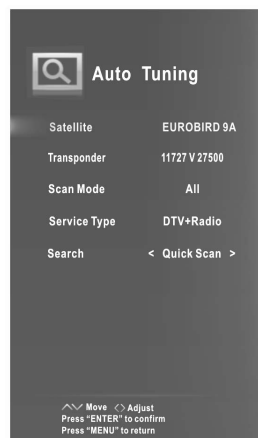 Auto Tuning
Satellite EUROBIRD 9A
Transponder 11727 V 27500
Scan Mode All
Service Type DTV+Radio
Search < Quick Scan >
Move <> Adjust
Press “ENTER” to confirm
Press “MENU” to return